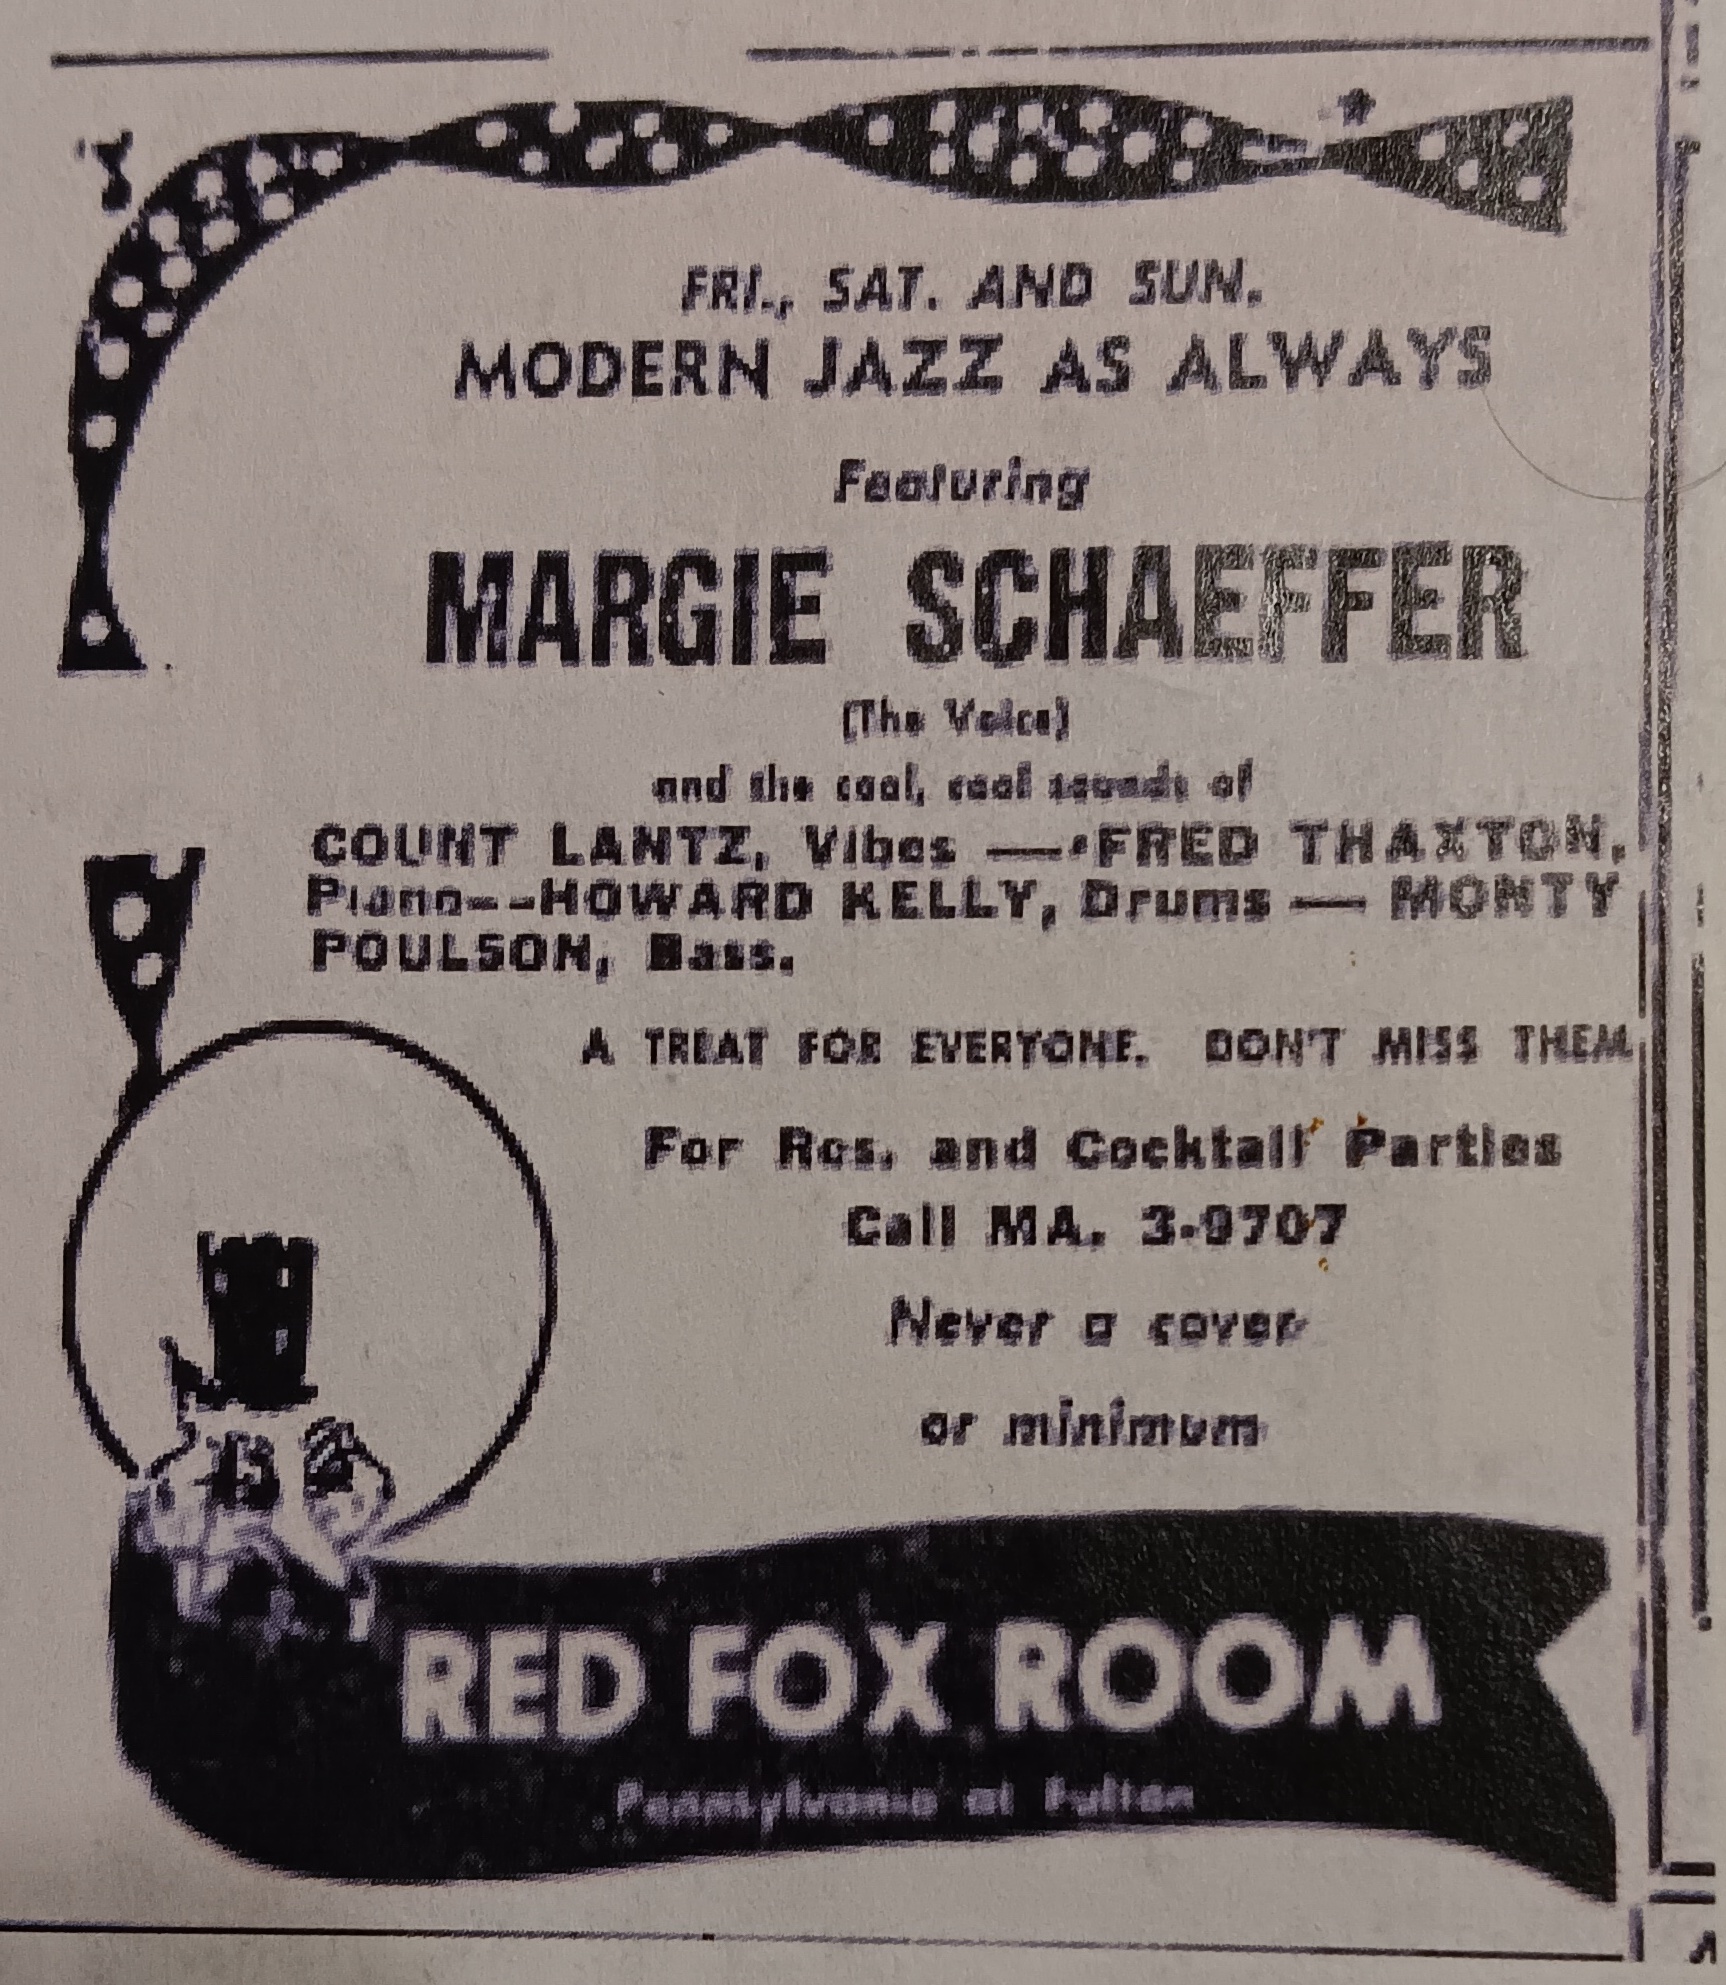 FRI., SAT. AND SUN.
MODERN JAZZ AS ALWAYS
Featuring
MARGIE SCHAEFFER
(The Voice)
and the cool, cool sounds of
COUNT LANTZ, Vibes — FRED THAXTON,
Piano--HOWARD KELLY, Drums — MONTY
POULSON, Bass.
A TREAT FOR EVERYONE. DON'T MISS THEM
For Res. and Cocktail Parties
Call MA. 3-9707
Never a cover
or minimum
RED FOX ROOM
Pennsylvania at Fulton